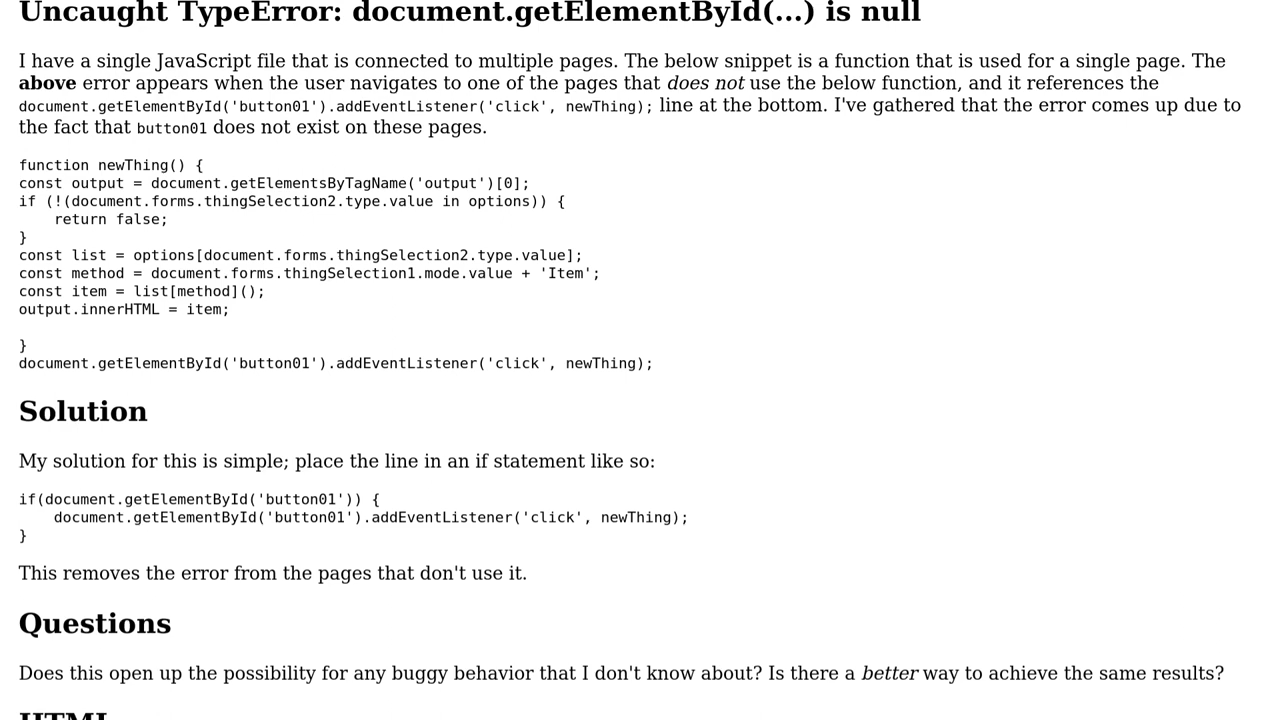 Uncaught TypeError: document.getElementById(...) is null
I have a single JavaScript file that is connected to multiple pages. The below snippet is a function that is used for a single page. The
above error appears when the user navigates to one of the pages that does not use the below function, and it references the
document.getElementById('button01').addEventListener('click', newThing); line at the bottom. I've gathered that the error comes up due to
the fact that button01 does not exist on these pages.
function newThing() {
const output = document.getElementsByTagName('output')[0];
if (!(document.forms.thingSelection2.type.value in options)) {
    return false;
}
const list = options[document.forms.thingSelection2.type.value];
const method = document.forms.thingSelection1.mode.value + 'Item';
const item = list[method]();
output.innerHTML = item;
}
document.getElementById('button01').addEventListener('click', newThing);
Solution
My solution for this is simple; place the line in an if statement like so:
if(document.getElementById('button01')) {
    document.getElementById('button01').addEventListener('click', newThing);
}
This removes the error from the pages that don't use it.
Questions
Does this open up the possibility for any buggy behavior that I don't know about? Is there a better way to achieve the same results?
HTML